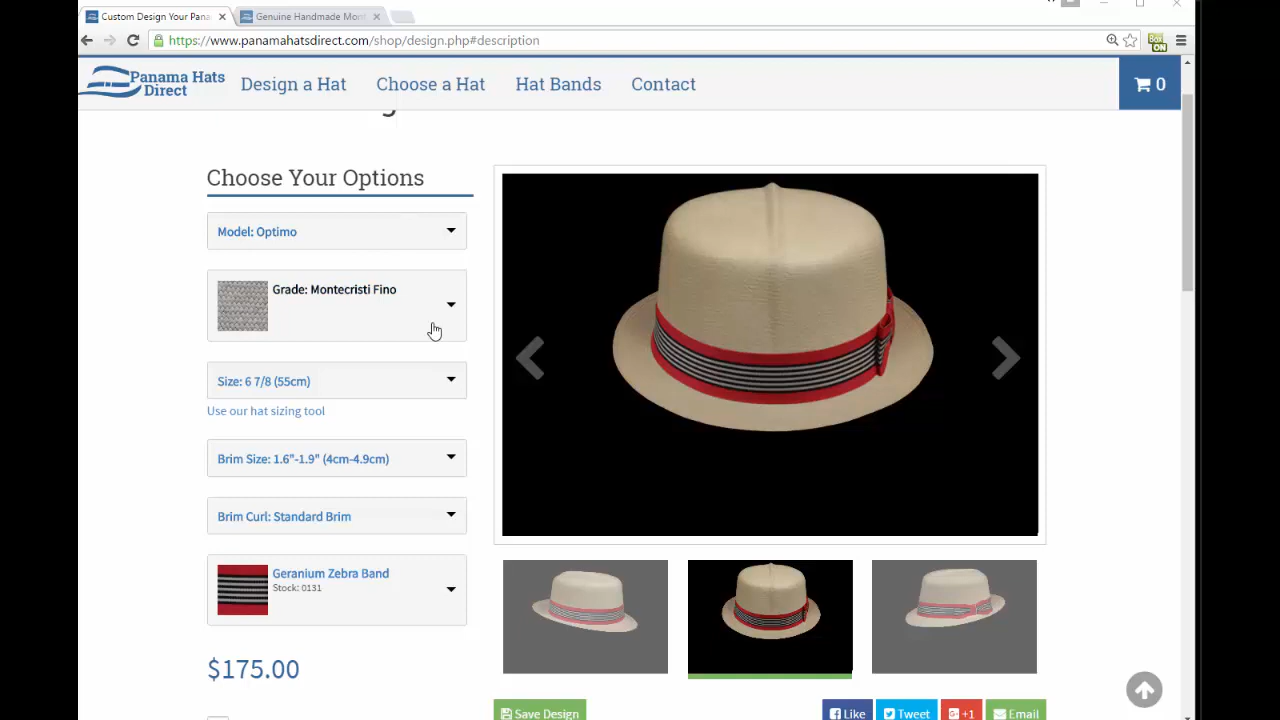 Custom Design Your Pana
Genuine Handmade Mont
https://www.panamahatsdirect.com/shop/design.php#description
Box
ON
Panama Hats
Direct
Design a Hat
Choose a Hat
Hat Bands
Contact
0
Choose Your Options
Model: Optimo
Grade: Montecristi Fino
Size: 6 7/8 (55cm)
Use our hat sizing tool
Brim Size: 1.6"-1.9" (4cm-4.9cm)
Brim Curl: Standard Brim
Geranium Zebra Band
Stock: 0131
$175.00
Save Design
Like
Tweet
+1
Email